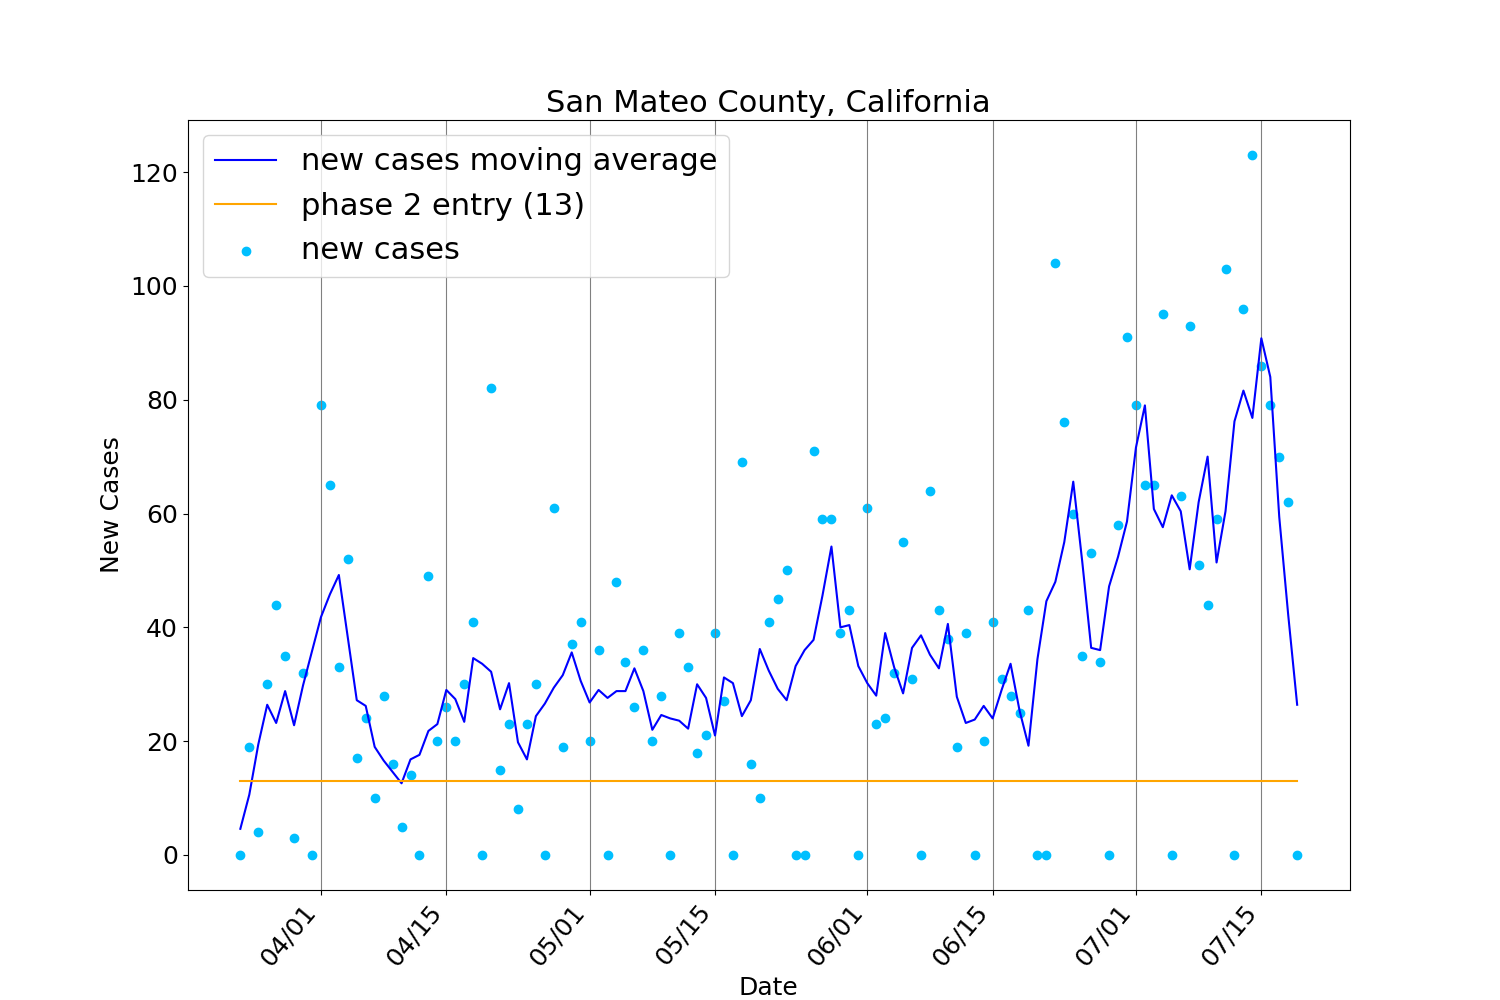 San Mateo County, California
new cases moving average
phase 2 entry (13)
new cases
120
100
80
60
40
20
0
New Cases
04/01
04/15
05/01
05/15
06/01
06/15
07/01
07/15
Date